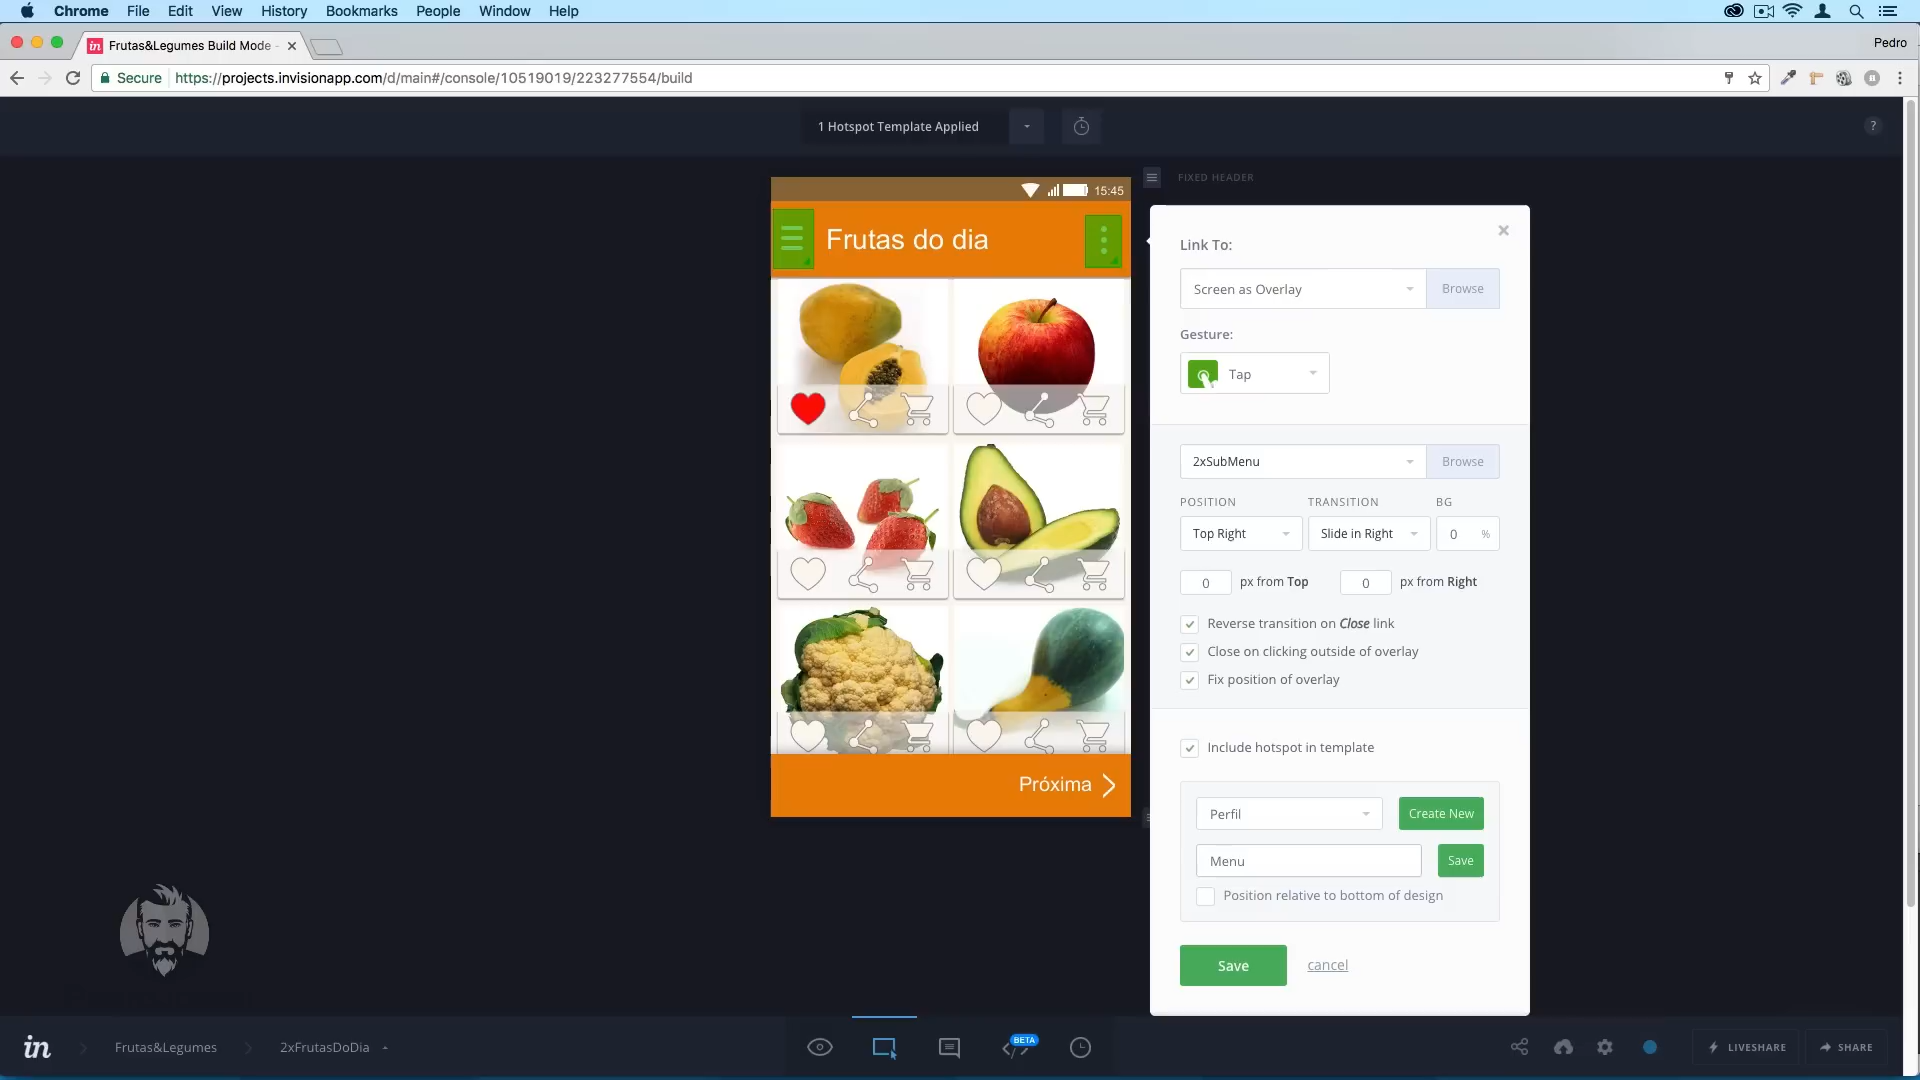 Chrome File Edit View History Bookmarks People Window Help
in Frutas&Legumes Build Mode -
Pedro
Secure https://projects.invisionapp.com/d/main#/console/10519019/223277554/build
1 Hotspot Template Applied
?
FIXED HEADER
15:45
Frutas do dia
Próxima
Link To:
Screen as Overlay
Browse
Gesture:
Tap
2xSubMenu
Browse
POSITION TRANSITION BG
Top Right Slide in Right 0 %
0 px from Top 0 px from Right
Reverse transition on Close link
Close on clicking outside of overlay
Fix position of overlay
Include hotspot in template
Perfil Create New
Menu Save
Position relative to bottom of design
Save cancel
in Frutas&Legumes 2xFrutasDoDia
BETA
LIVESHARE SHARE